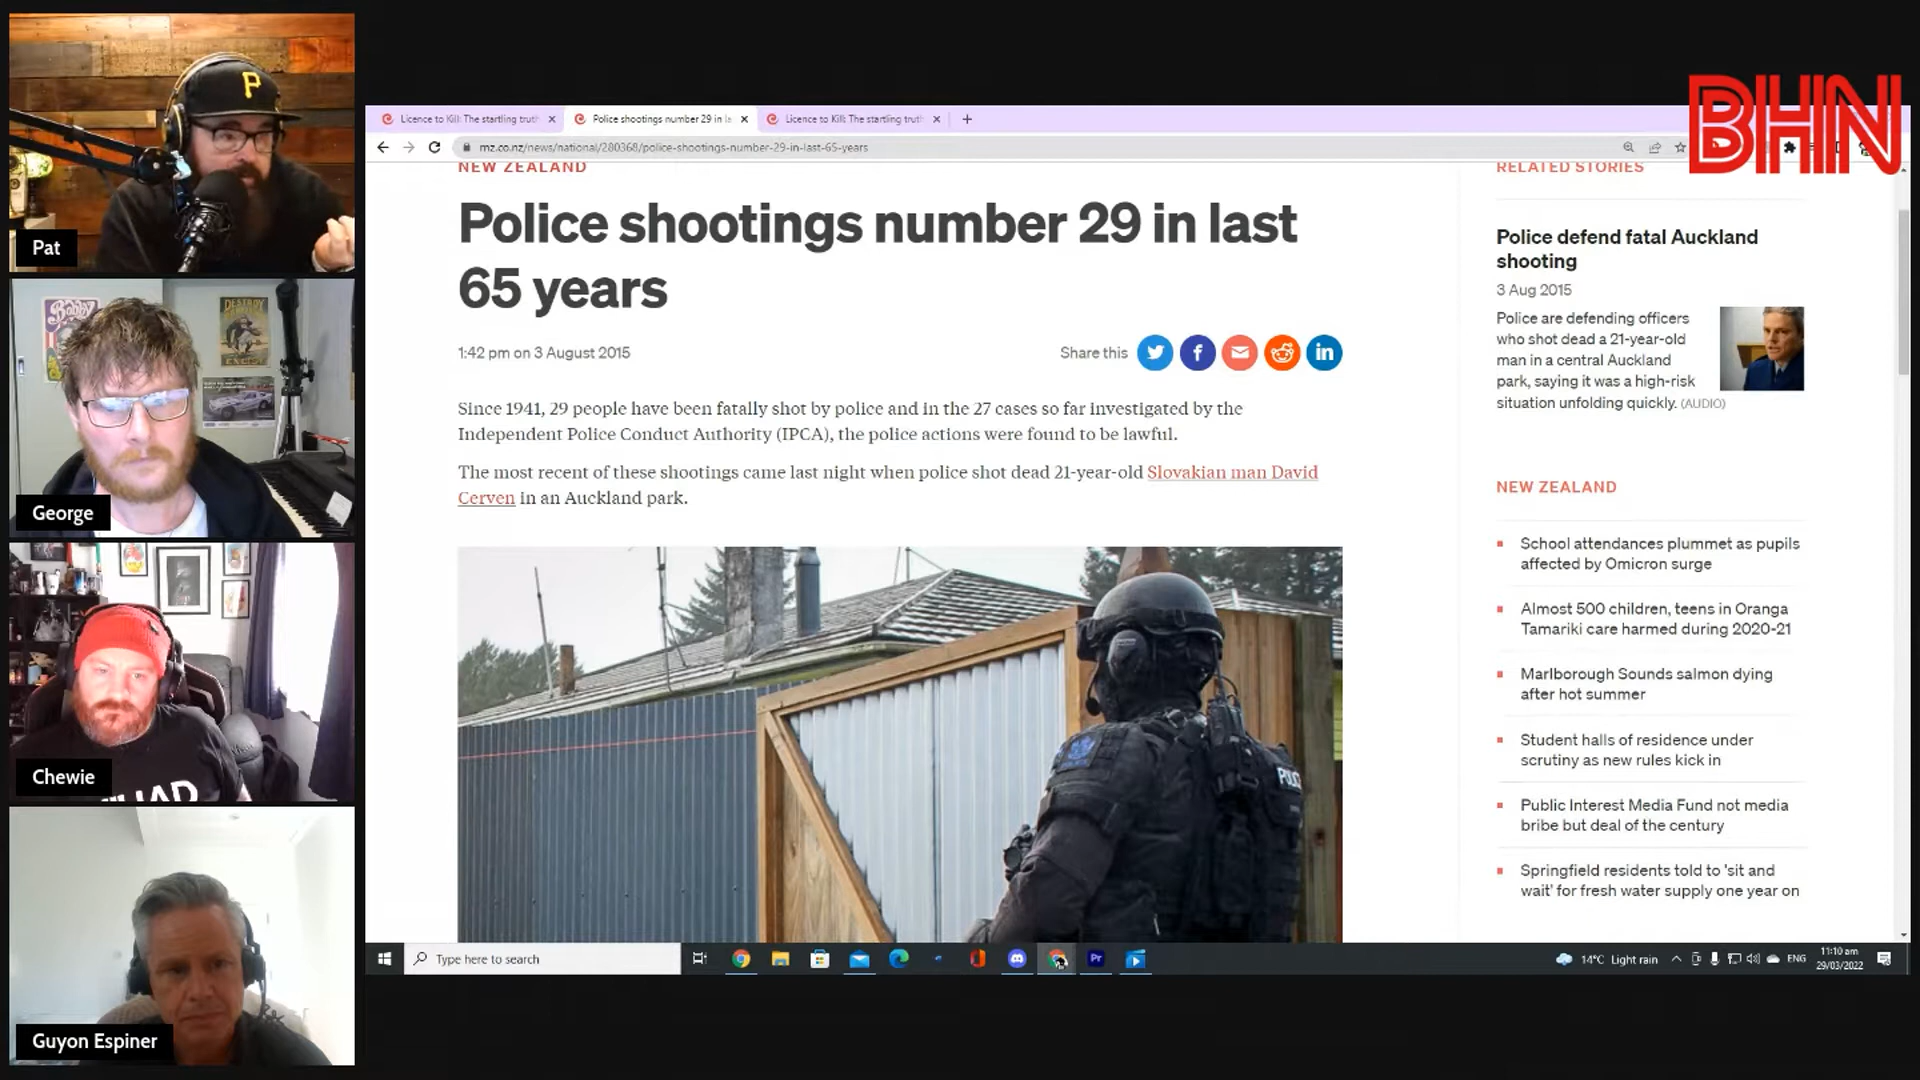 P
Pat
Bobby
DESTROY
George
Chewie
Guyon Espiner
BHN
Licence to Kill: The startling truth
Police shootings number 29 in la
Licence to Kill: The startling truth
rnz.co.nz/news/national/280368/police-shootings-number-29-in-last-65-years
NEW ZEALAND
Police shootings number 29 in last
65 years
1:42 pm on 3 August 2015
Share this
Since 1941, 29 people have been fatally shot by police and in the 27 cases so far investigated by the
Independent Police Conduct Authority (IPCA), the police actions were found to be lawful.
The most recent of these shootings came last night when police shot dead 21-year-old Slovakian man David
Cerven in an Auckland park.
POLICE
RELATED STORIES
Police defend fatal Auckland
shooting
3 Aug 2015
Police are defending officers
who shot dead a 21-year-old
man in a central Auckland
park, saying it was a high-risk
situation unfolding quickly. (AUDIO)
NEW ZEALAND
School attendances plummet as pupils
affected by Omicron surge
Almost 500 children, teens in Oranga
Tamariki care harmed during 2020-21
Marlborough Sounds salmon dying
after hot summer
Student halls of residence under
scrutiny as new rules kick in
Public Interest Media Fund not media
bribe but deal of the century
Springfield residents told to 'sit and
wait' for fresh water supply one year on
Type here to search
Pr
14°C Light rain
ENG
11:10 am
29/03/2022